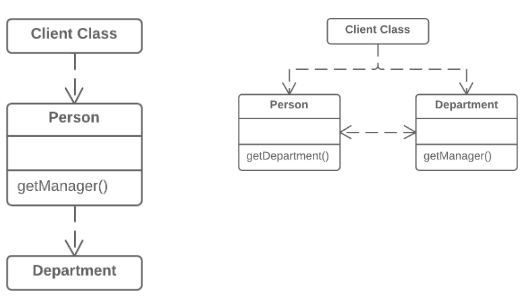 Client Class
Person
getManager()
Department
Client Class
Person
getDepartment()
Department
getManager()